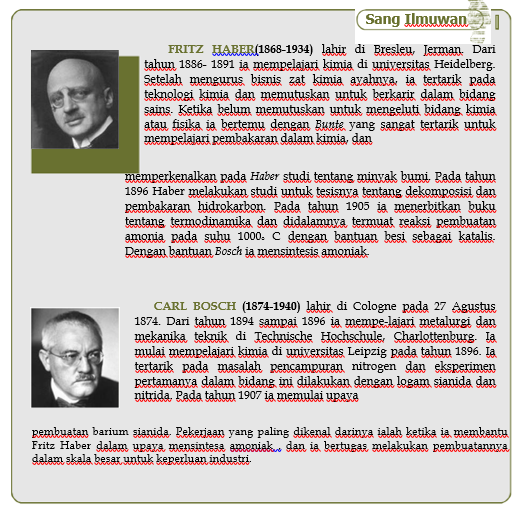 Sang Ilmuwan
FRITZ HABER(1868-1934) lahir di Bresleu, Jerman. Dari
tahun 1886- 1891 ia mempelajari kimia di universitas Heidelberg.
Setelah mengurus bisnis zat kimia ayahnya, ia tertarik pada
teknologi kimia dan memutuskan untuk berkarir dalam bidang
sains. Ketika belum memutuskan untuk mengeluti bidang kimia
atau fisika ia bertemu dengan Bunte yang sangat tertarik untuk
mempelajari pembakaran dalam kimia, dan
memperkenalkan pada Haber studi tentang minyak bumi. Pada tahun
1896 Haber melakukan studi untuk tesisnya tentang dekomposisi dan
pembakaran hidrokarbon. Pada tahun 1905 ia menerbitkan buku
tentang termodinamika dan didalamnya termuat reaksi pembuatan
amonia pada suhu 1000o C dengan bantuan besi sebagai katalis.
Dengan bantuan Bosch ia mensintesis amoniak.
CARL BOSCH (1874-1940) lahir di Cologne pada 27 Agustus
1874. Dari tahun 1894 sampai 1896 ia mempe-lajari metalurgi dan
mekanika teknik di Technische Hochschule, Charlottenburg. Ia
mulai mempelajari kimia di universitas Leipzig pada tahun 1896. Ia
tertarik pada masalah pencampuran nitrogen dan eksperimen
pertamanya dalam bidang ini dilakukan dengan logam sianida dan
nitrida. Pada tahun 1907 ia memulai upaya
pembuatan barium sianida. Pekerjaan yang paling dikenal darinya ialah ketika ia membantu
Fritz Haber dalam upaya mensintesa amoniak , dan ia bertugas melakukan pembuatannya
dalam skala besar untuk keperluan industri.